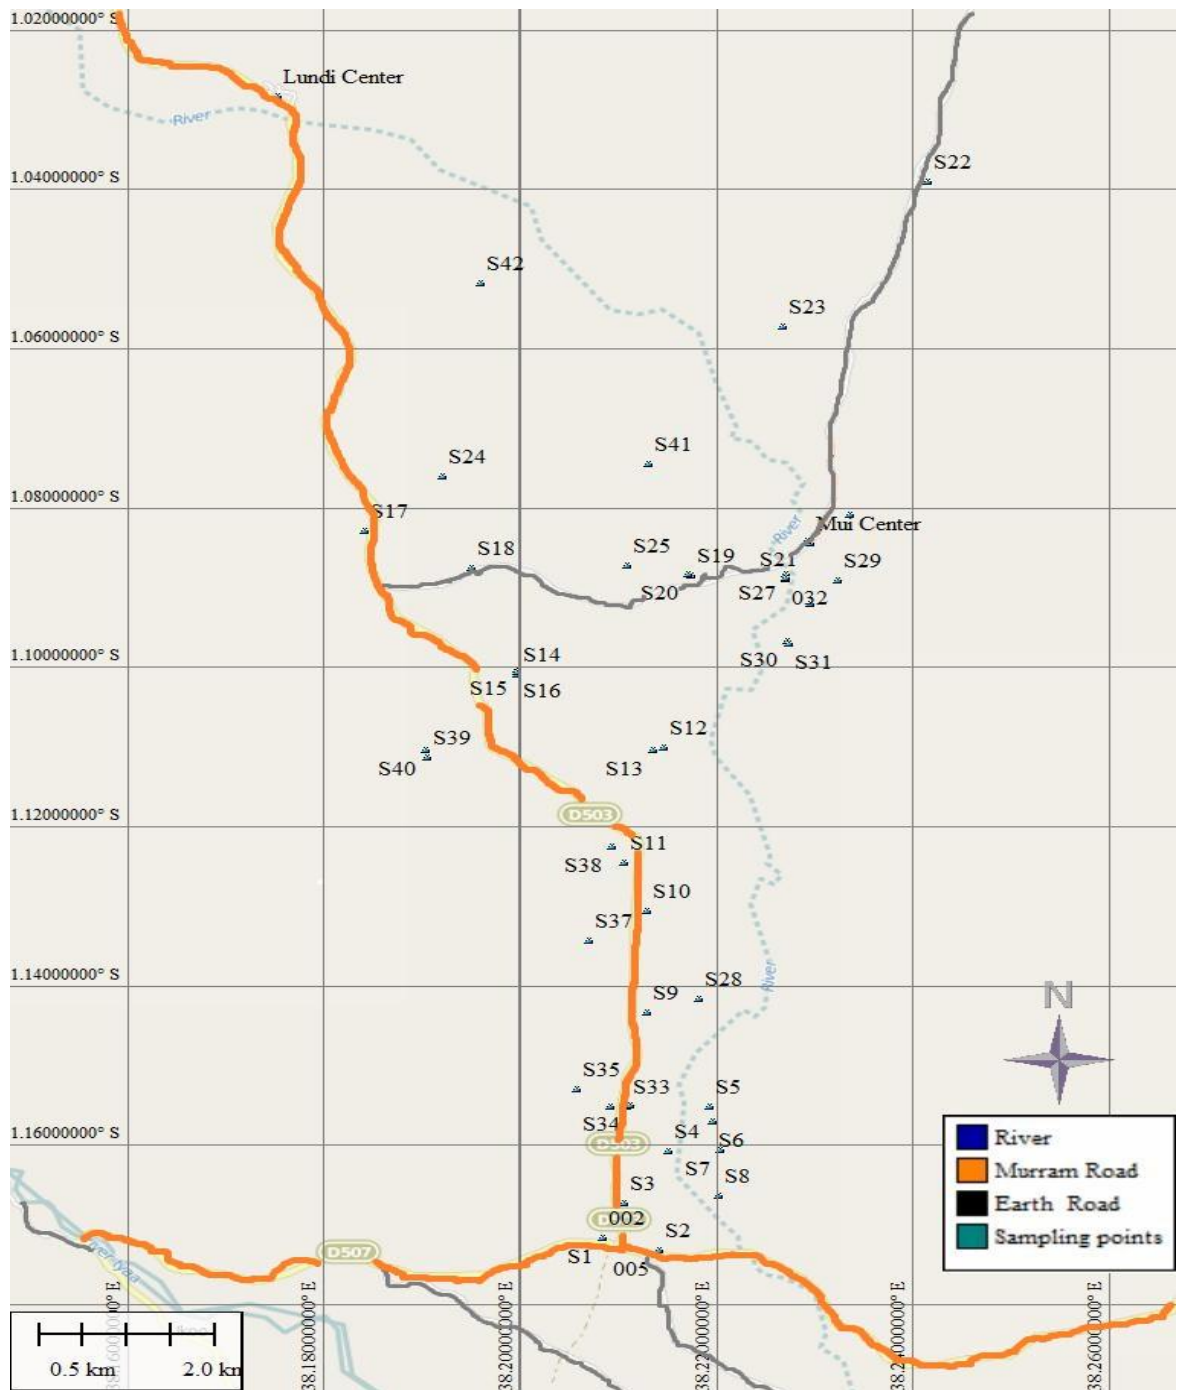 1.02000000° S
Lundi Center
River
S22
1.04000000° S
S42
S23
1.06000000° S
S24
S41
1.08000000° S
S17
River
Mui Center
S18
S25
S19
S21
S29
S20
S27
032
1.10000000° S
S14
S30
S31
S15
S16
S39
S12
S40
S13
D503
1.12000000° S
S11
S38
S10
S37
1.14000000° S
S28
S9
River
N
S35
S33
S5
S34
1.16000000° S
D503
S4
S6
S7
S8
S3
002
S1
S2
005
D507
River
Murram Road
Earth Road
Sampling points
38.16000000° E
38.18000000° E
38.20000000° E
38.22000000° E
38.24000000° E
38.26000000° E
0.5 km
2.0 km